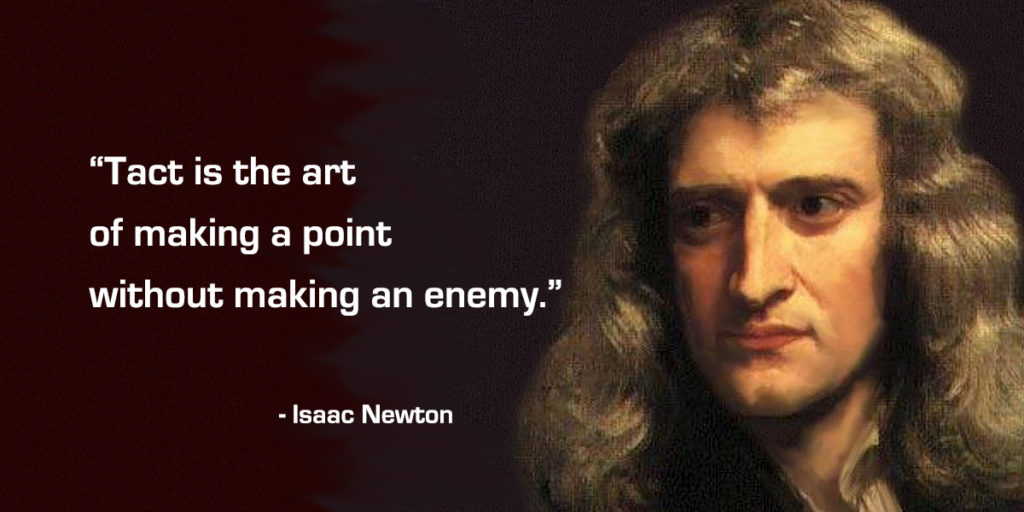 “Tact is the art
of making a point
without making an enemy.”
- Isaac Newton